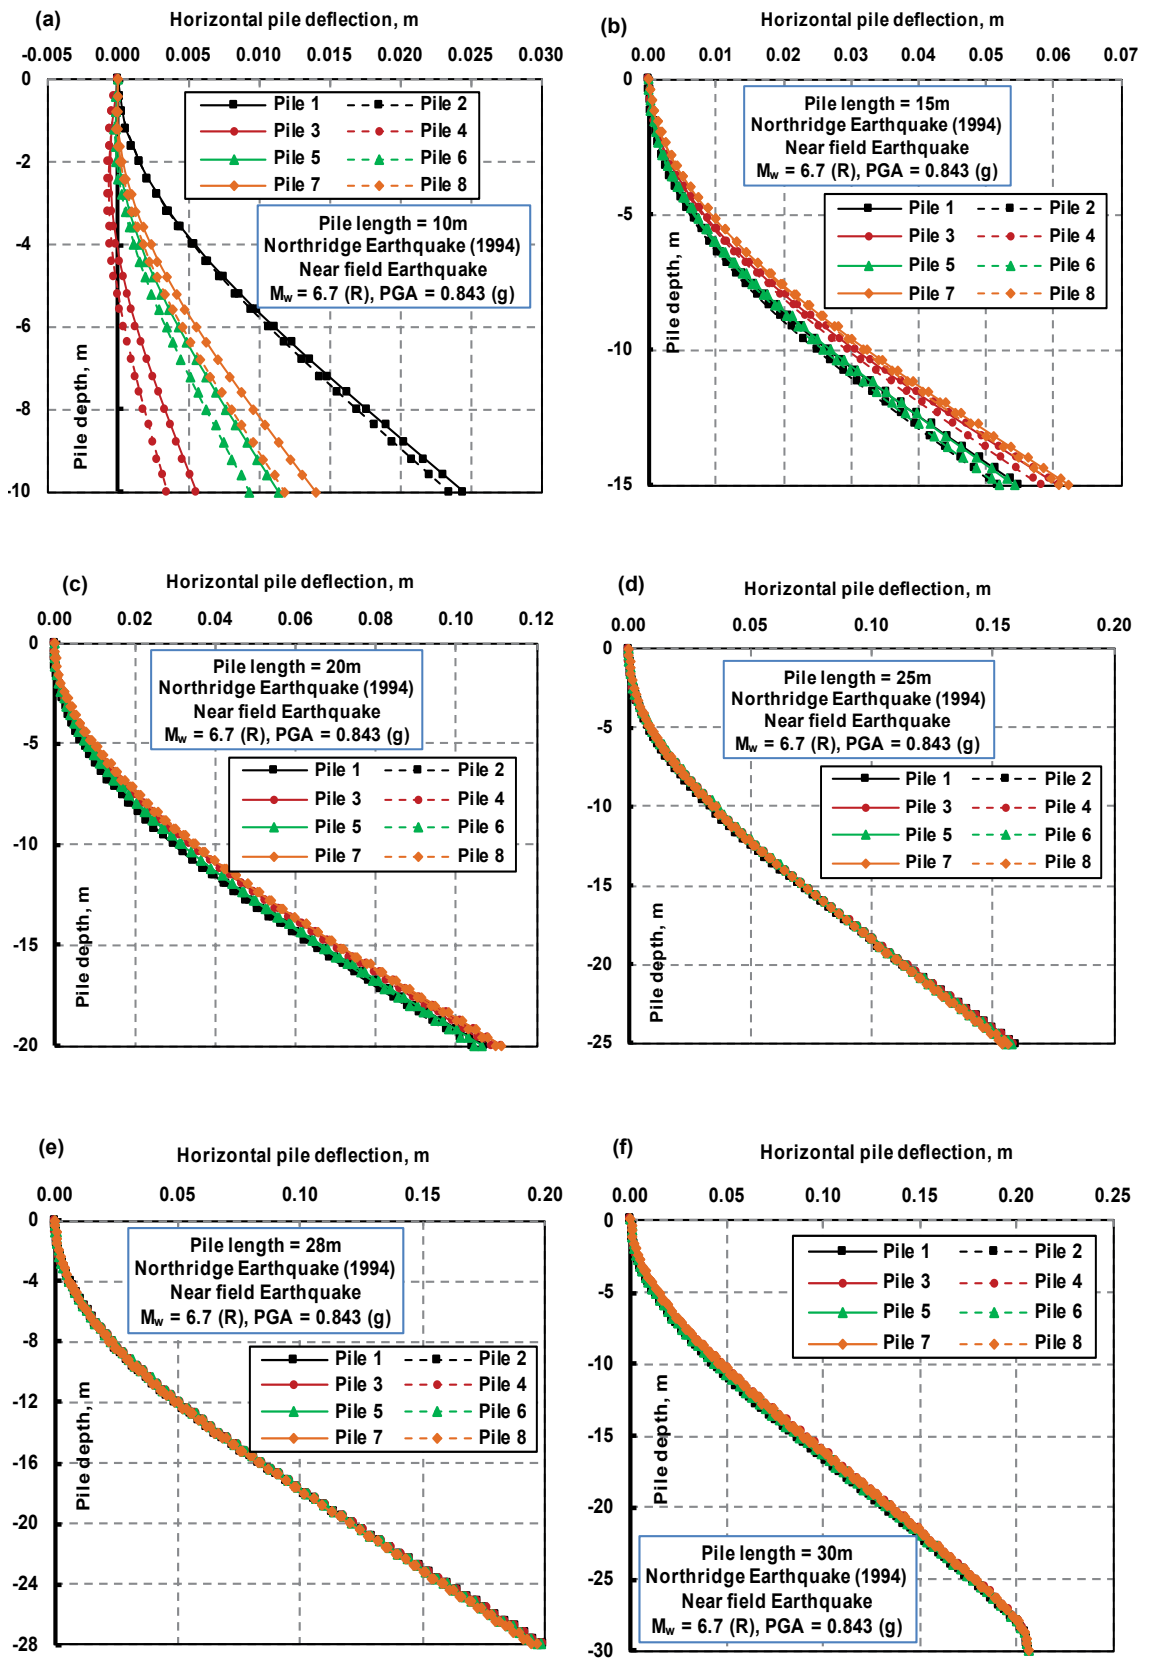 (a)
Horizontal pile deflection, m
-0.005 0.000 0.005 0.010 0.015 0.020 0.025 0.030
0
-2
-4
-6
-8
-10
Pile depth, m
Pile 1 Pile 2
Pile 3 Pile 4
Pile 5 Pile 6
Pile 7 Pile 8
Pile length = 10m
Northridge Earthquake (1994)
Near field Earthquake
Mw = 6.7 (R), PGA = 0.843 (g)
(b)
Horizontal pile deflection, m
0.00 0.01 0.02 0.03 0.04 0.05 0.06 0.07
0
-5
-10
-15
Pile depth, m
Pile length = 15m
Northridge Earthquake (1994)
Near field Earthquake
Mw = 6.7 (R), PGA = 0.843 (g)
Pile 1 Pile 2
Pile 3 Pile 4
Pile 5 Pile 6
Pile 7 Pile 8
(c)
Horizontal pile deflection, m
0.00 0.02 0.04 0.06 0.08 0.10 0.12
0
-5
-10
-15
-20
Pile depth, m
Pile length = 20m
Northridge Earthquake (1994)
Near field Earthquake
Mw = 6.7 (R), PGA = 0.843 (g)
Pile 1 Pile 2
Pile 3 Pile 4
Pile 5 Pile 6
Pile 7 Pile 8
(d)
Horizontal pile deflection, m
0.00 0.05 0.10 0.15 0.20
0
-5
-10
-15
-20
-25
Pile depth, m
Pile length = 25m
Northridge Earthquake (1994)
Near field Earthquake
Mw = 6.7 (R), PGA = 0.843 (g)
Pile 1 Pile 2
Pile 3 Pile 4
Pile 5 Pile 6
Pile 7 Pile 8
(e)
Horizontal pile deflection, m
0.00 0.05 0.10 0.15 0.20
0
-4
-8
-12
-16
-20
-24
-28
Pile depth, m
Pile length = 28m
Northridge Earthquake (1994)
Near field Earthquake
Mw = 6.7 (R), PGA = 0.843 (g)
Pile 1 Pile 2
Pile 3 Pile 4
Pile 5 Pile 6
Pile 7 Pile 8
(f)
Horizontal pile deflection, m
0.00 0.05 0.10 0.15 0.20 0.25
0
-5
-10
-15
-20
-25
-30
Pile depth, m
Pile 1 Pile 2
Pile 3 Pile 4
Pile 5 Pile 6
Pile 7 Pile 8
Pile length = 30m
Northridge Earthquake (1994)
Near field Earthquake
Mw = 6.7 (R), PGA = 0.843 (g)